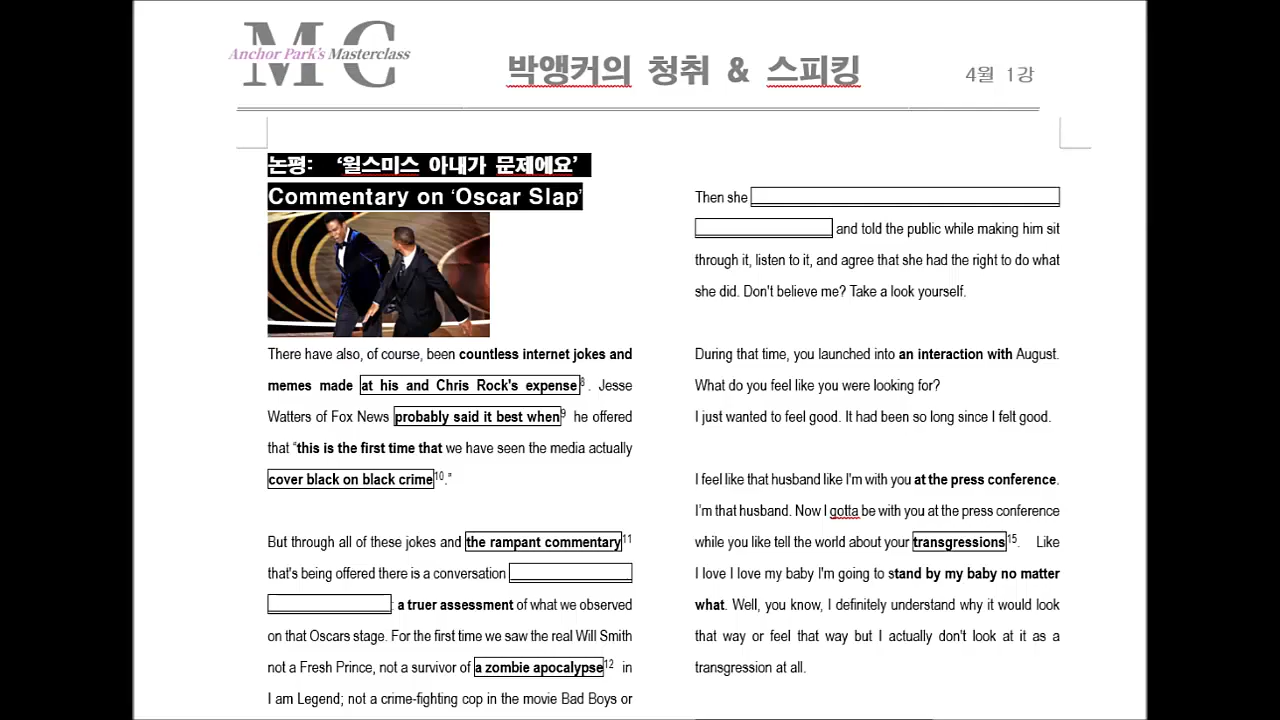 MC
Anchor Park's Masterclass
박앵커의 청취 & 스피킹
4월 1강
논평: ‘윌스미스 아내가 문제에요’
Commentary on ‘Oscar Slap’
There have also, of course, been countless internet jokes and
memes made at his and Chris Rock's expense8. Jesse
Watters of Fox News probably said it best when9 he offered
that “this is the first time that we have seen the media actually
cover black on black crime10.”
But through all of these jokes and the rampant commentary11
that's being offered there is a conversation
: a truer assessment of what we observed
on that Oscars stage. For the first time we saw the real Will Smith
not a Fresh Prince, not a survivor of a zombie apocalypse12 in
I am Legend; not a crime-fighting cop in the movie Bad Boys or
Then she
and told the public while making him sit
through it, listen to it, and agree that she had the right to do what
she did. Don't believe me? Take a look yourself.
During that time, you launched into an interaction with August.
What do you feel like you were looking for?
I just wanted to feel good. It had been so long since I felt good.
I feel like that husband like I'm with you at the press conference.
I'm that husband. Now I gotta be with you at the press conference
while you like tell the world about your transgressions15. Like
I love I love my baby I'm going to stand by my baby no matter
what. Well, you know, I definitely understand why it would look
that way or feel that way but I actually don't look at it as a
transgression at all.